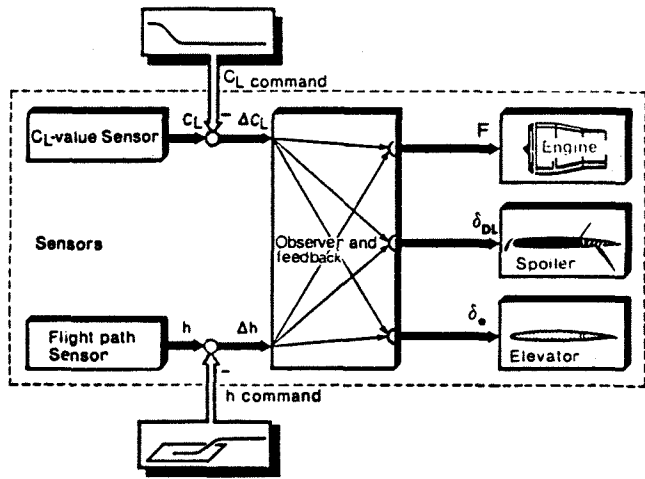 C_L command
C_L-value Sensor
C_L
−
Δ C_L
F
Engine
Sensors
Observer and
feedback
δ_DL
Spoiler
Flight path
Sensor
h
Δh
δ_e
Elevator
−
h command